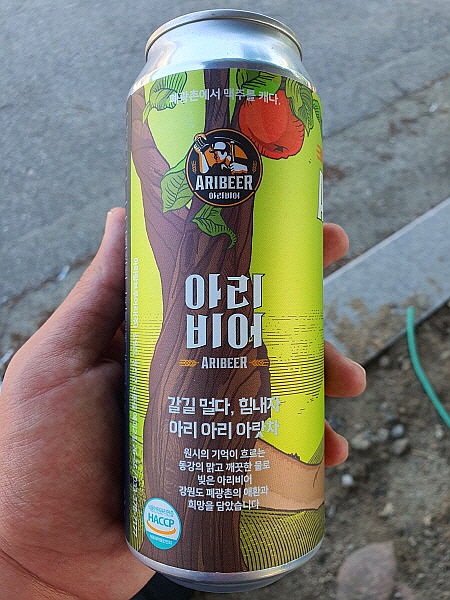 폐광촌에서 맥주를 캐다.
ARIBEER
아리비어
아리
비어
ARIBEER
갈길 멀다, 힘내자
아리 아리 아릿차
원시의 기억이 흐르는
동강의 맑고 깨끗한 물로
빚은 아리비어
강원도 폐광촌의 애환과
희망을 담았습니다
HACCP